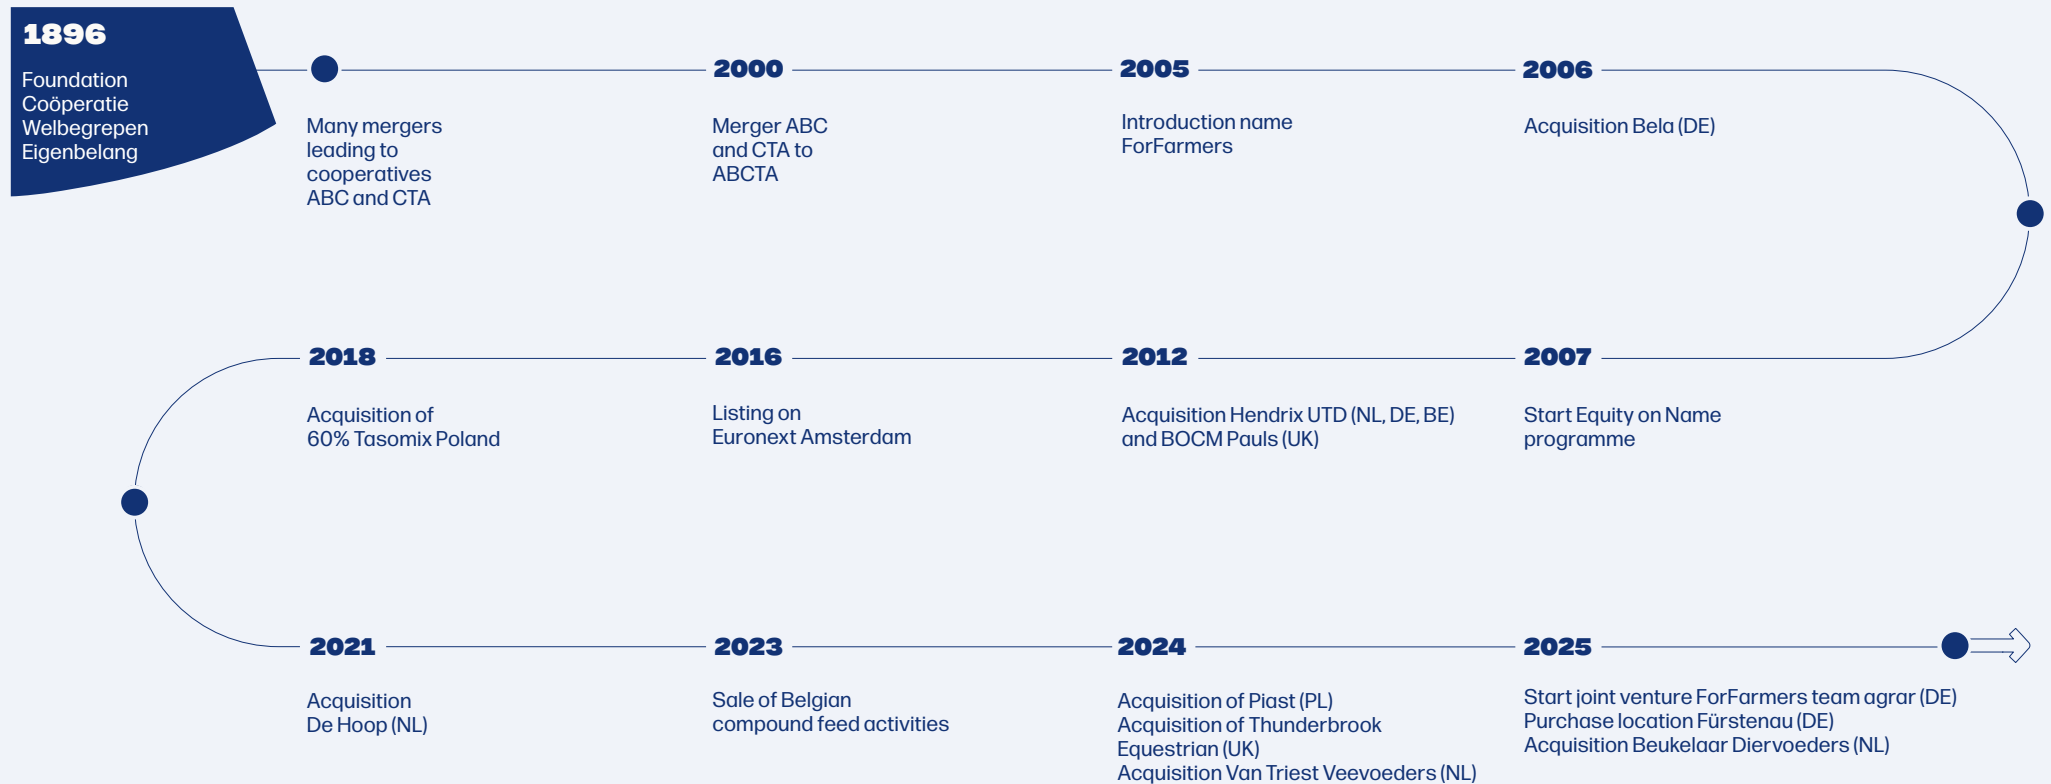 1896
Foundation
Coöperatie
Welbegrepen
Eigenbelang
Many mergers
leading to
cooperatives
ABC and CTA
2000
Merger ABC
and CTA to
ABCTA
2005
Introduction name
ForFarmers
2006
Acquisition Bela (DE)
2007
Start Equity on Name
programme
2012
Acquisition Hendrix UTD (NL, DE, BE)
and BOCM Pauls (UK)
2016
Listing on
Euronext Amsterdam
2018
Acquisition of
60% Tasomix Poland
2021
Acquisition
De Hoop (NL)
2023
Sale of Belgian
compound feed activities
2024
Acquisition of Piast (PL)
Acquisition of Thunderbrook
Equestrian (UK)
Acquisition Van Triest Veevoeders (NL)
2025
Start joint venture ForFarmers team agrar (DE)
Purchase location Fürstenau (DE)
Acquisition Beukelaar Diervoeders (NL)